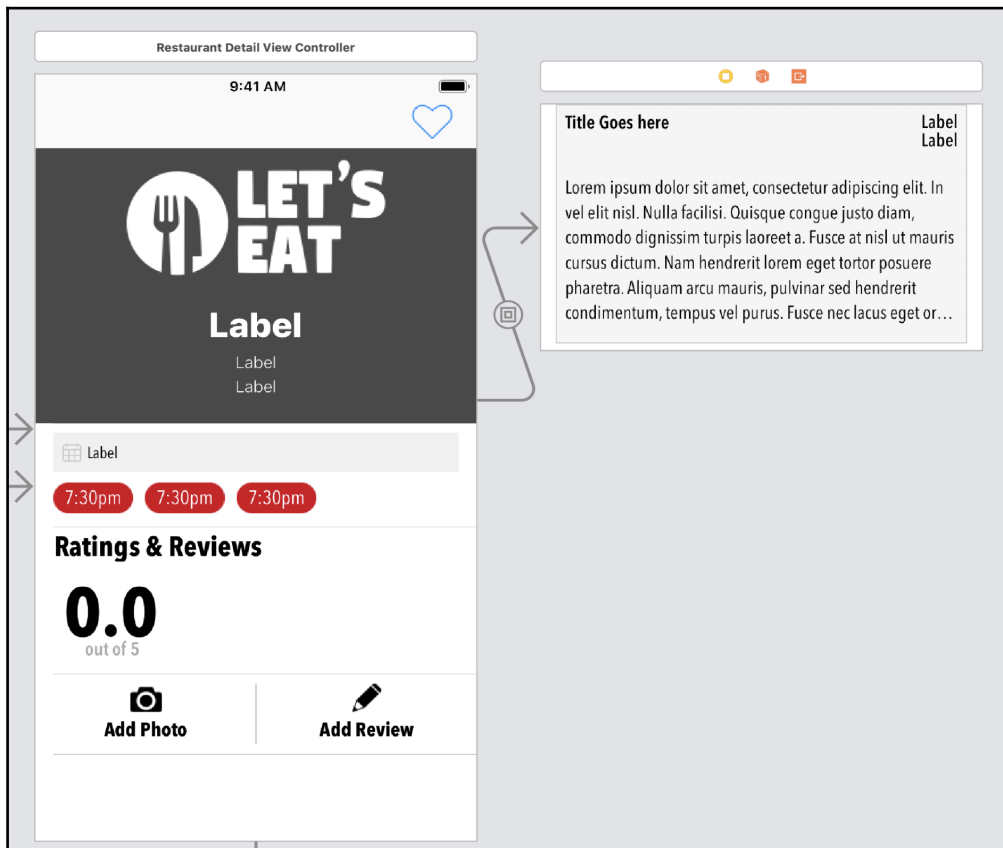 Restaurant Detail View Controller
9:41 AM
LET'S
EAT
Label
Label
Label
Label
7:30pm 7:30pm 7:30pm
Ratings & Reviews
0.0
out of 5
Add Photo Add Review
Title Goes here Label
Label
Lorem ipsum dolor sit amet, consectetur adipiscing elit. In
vel elit nisl. Nulla facilisi. Quisque congue justo diam,
commodo dignissim turpis laoreet a. Fusce at nisl ut mauris
cursus dictum. Nam hendrerit lorem eget tortor posuere
pharetra. Aliquam arcu mauris, pulvinar sed hendrerit
condimentum, tempus vel purus. Fusce nec lacus eget or…